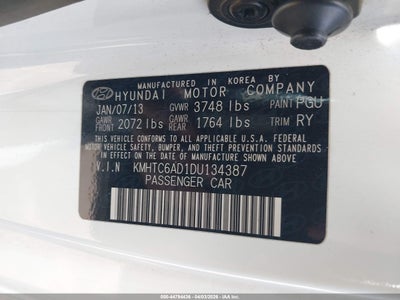 MANUFACTURED IN KOREA BY
HYUNDAI MOTOR COMPANY
JAN/07/13 GVWR 3748 lbs PAINT PGU
GAWR FRONT 2072 lbs GAWR REAR 1764 lbs TRIM RY
THIS VEHICLE CONFORMS TO ALL APPLICABLE U.S.A. FEDERAL
MOTOR VEHICLE SAFETY, BUMPER, AND THEFT PREVENTION
STANDARDS IN EFFECT ON THE DATE OF MANUFACTURE SHOWN ABOVE.
V.I.N KMHTC6AD1DU134387
PASSENGER CAR